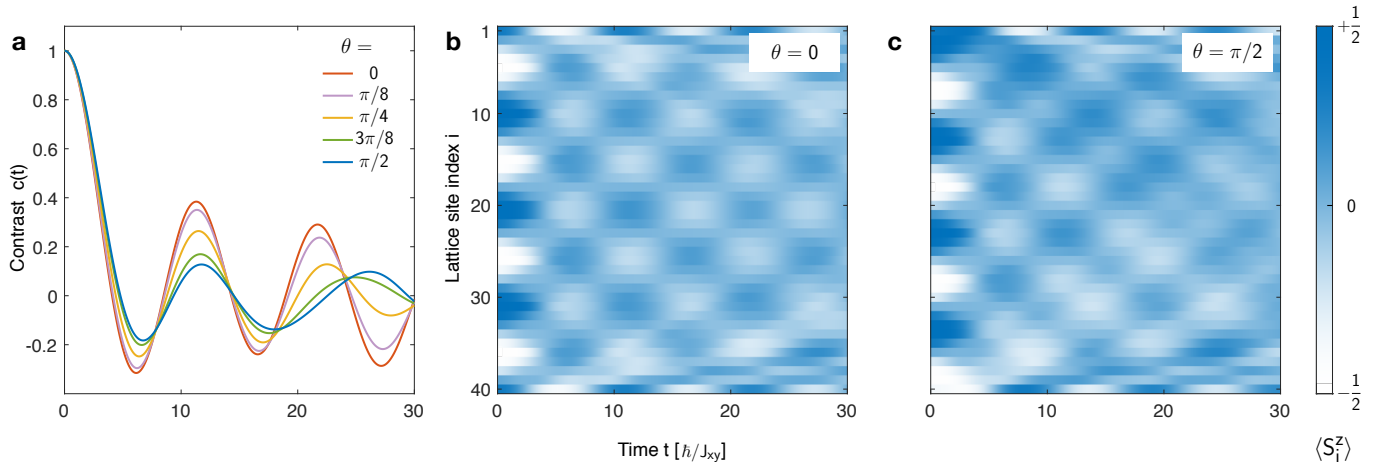 a
Contrast c(t)
1
0.8
0.6
0.4
0.2
0
-0.2
0
10
20
30
θ =
0
π/8
π/4
3π/8
π/2
b
Lattice site index i
1
10
20
30
40
0
10
20
30
θ = 0
Time t [ℏ/J_xy]
c
θ = π/2
0
10
20
30
+1/2
0
−1/2
⟨S_i^z⟩